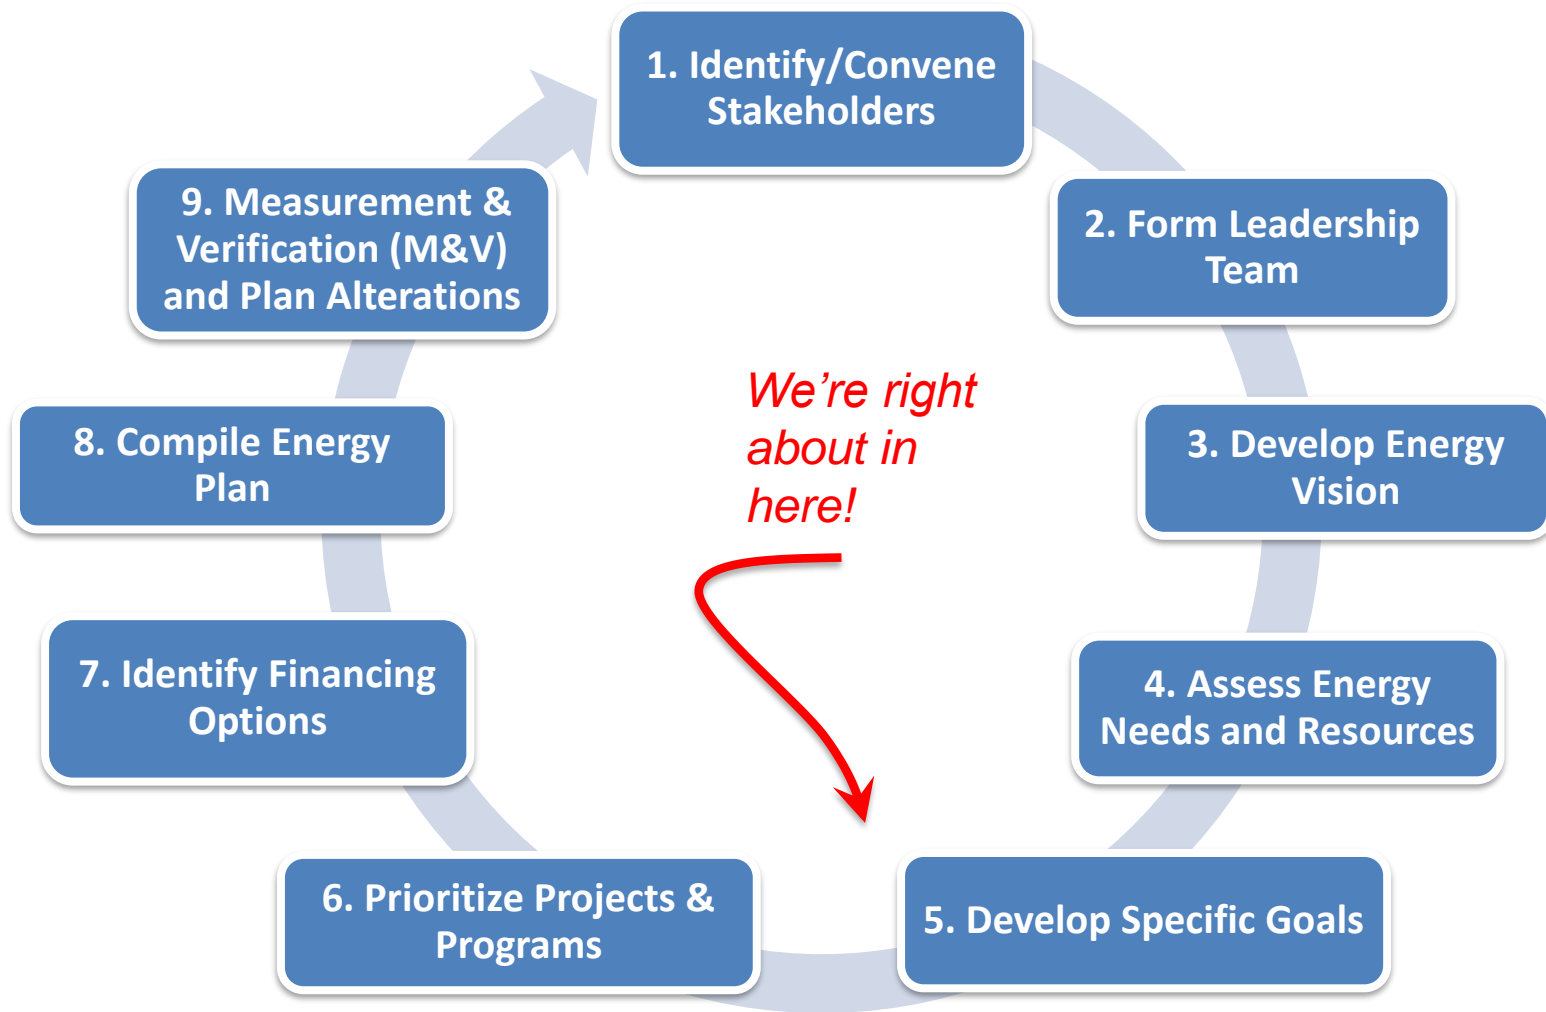 1. Identify/Convene
Stakeholders
2. Form Leadership
Team
3. Develop Energy
Vision
4. Assess Energy
Needs and Resources
5. Develop Specific Goals
6. Prioritize Projects &
Programs
7. Identify Financing
Options
8. Compile Energy
Plan
9. Measurement &
Verification (M&V)
and Plan Alterations
We’re right
about in
here!